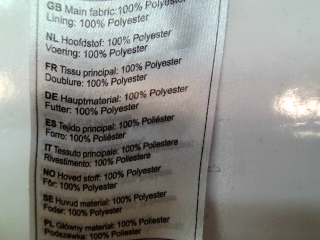 GB Main fabric:100% Polyester
Lining: 100% Polyester
NL Hoofdstof: 100% Polyester
Voering: 100% Polyester
FR Tissu principal: 100% Polyester
Doublure: 100% Polyester
DE Hauptmaterial: 100% Polyester
Futter: 100% Polyester
ES Tejido principal: 100% Poliéster
Forro: 100% Poliéster
IT Tessuto principale: 100% Poliestere
Rivestimento: 100% Poliestere
NO Hoved stoff: 100% Polyester
Fôr: 100% Polyester
SE Huvud material: 100% Polyester
Foder: 100% Polyester
PL Główny material: 100% Poliester
Podszewka: 100% Poliester